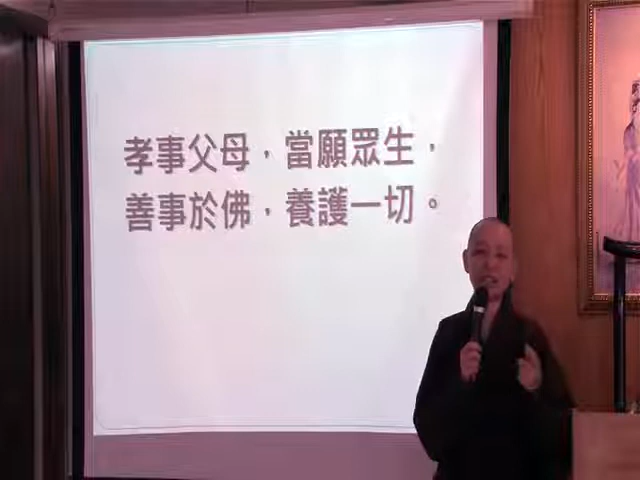 孝事父母，當願眾生，
善事於佛，養護一切。